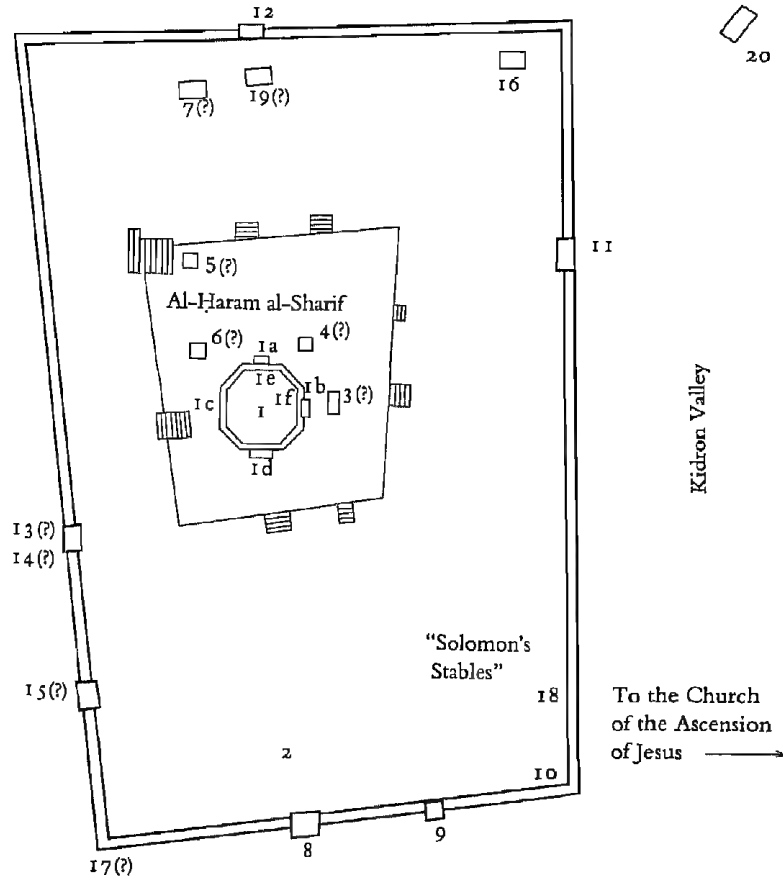 12
20
7(?)
19(?)
16
11
5(?)
Al-Ḥaram al-Sharif
6(?)
4(?)
1a
1e
1b
1f
3(?)
1c
1
1d
Kidron Valley
13(?)
14(?)
"Solomon's
Stables"
15(?)
18
To the Church
of the Ascension
of Jesus
2
10
8
9
17(?)